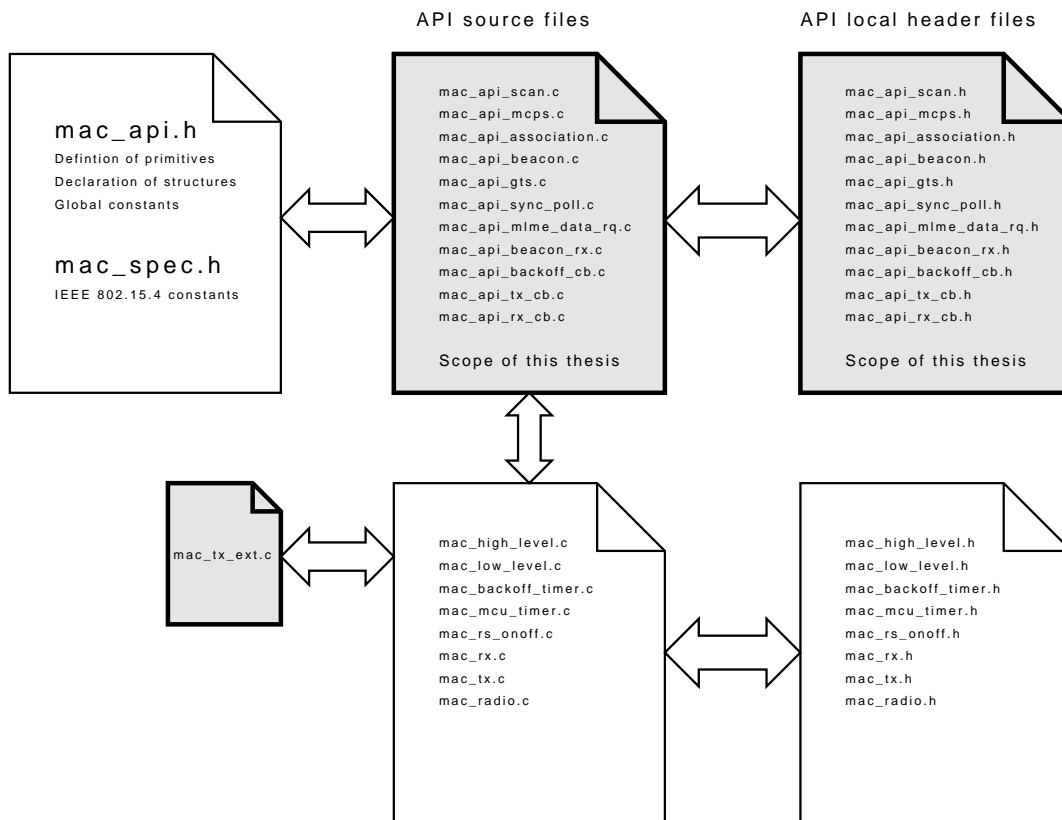 API source files
API local header files
mac_api.h
Defintion of primitives
Declaration of structures
Global constants
mac_spec.h
IEEE 802.15.4 constants
mac_api_scan.c
mac_api_mcps.c
mac_api_association.c
mac_api_beacon.c
mac_api_gts.c
mac_api_sync_poll.c
mac_api_mlme_data_rq.c
mac_api_beacon_rx.c
mac_api_backoff_cb.c
mac_api_tx_cb.c
mac_api_rx_cb.c
Scope of this thesis
mac_api_scan.h
mac_api_mcps.h
mac_api_association.h
mac_api_beacon.h
mac_api_gts.h
mac_api_sync_poll.h
mac_api_mlme_data_rq.h
mac_api_beacon_rx.h
mac_api_backoff_cb.h
mac_api_tx_cb.h
mac_api_rx_cb.h
Scope of this thesis
mac_tx_ext.c
mac_high_level.c
mac_low_level.c
mac_backoff_timer.c
mac_mcu_timer.c
mac_rs_onoff.c
mac_rx.c
mac_tx.c
mac_radio.c
mac_high_level.h
mac_low_level.h
mac_backoff_timer.h
mac_mcu_timer.h
mac_rs_onoff.h
mac_rx.h
mac_tx.h
mac_radio.h